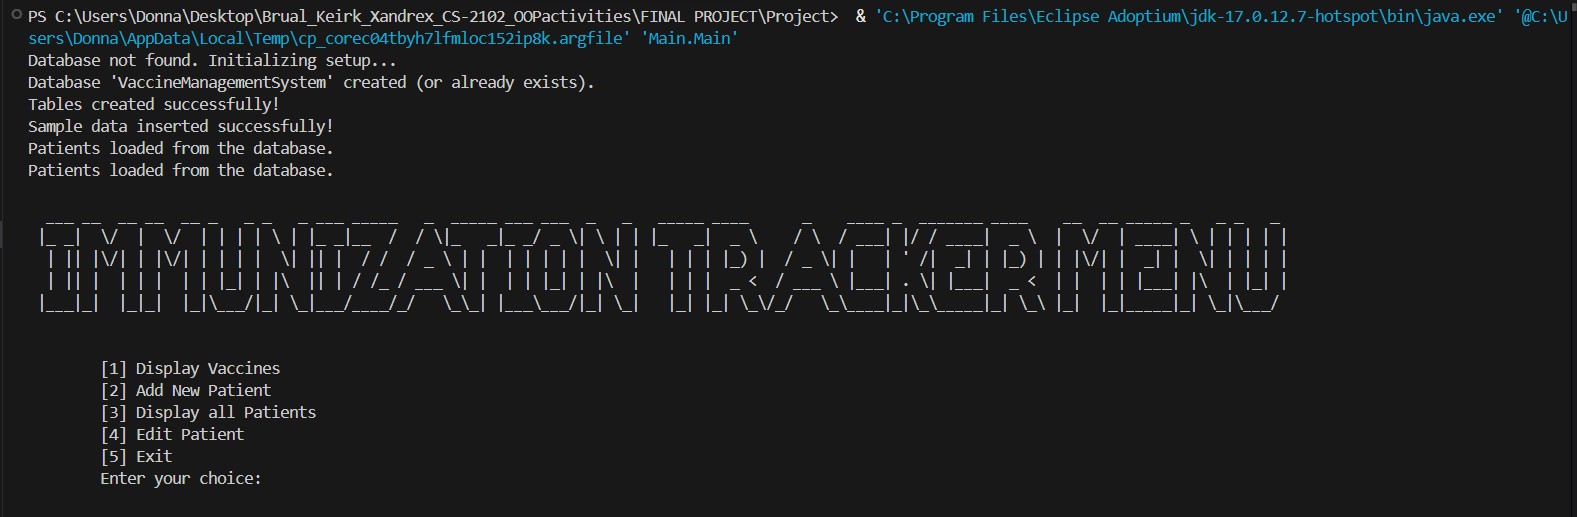 PS C:\Users\Donna\Desktop\Brual_Keirk_Xandrex_CS-2102_OOPactivities\FINAL PROJECT\Project>  & 'C:\Program Files\Eclipse Adoptium\jdk-17.0.12.7-hotspot\bin\java.exe' '@C:\U
sers\Donna\AppData\Local\Temp\cp_corec04tbyh7lfmloc152ip8k.argfile' 'Main.Main'
Database not found. Initializing setup...
Database 'VaccineManagementSystem' created (or already exists).
Tables created successfully!
Sample data inserted successfully!
Patients loaded from the database.
Patients loaded from the database.
IMMUNIZATION TRACKER MENU
[1] Display Vaccines
[2] Add New Patient
[3] Display all Patients
[4] Edit Patient
[5] Exit
Enter your choice: